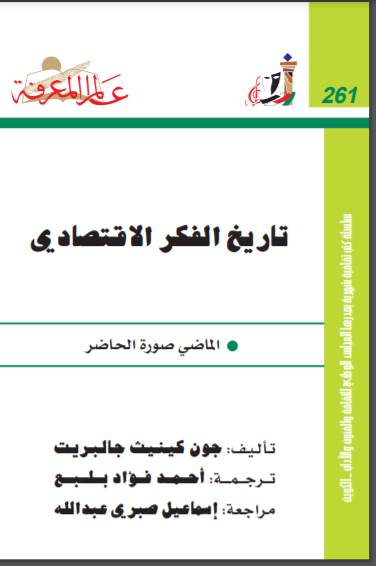 عالم المعرفة
261
تاريخ الفكر الاقتصادي
الماضي صورة الحاضر
تأليف: جون كينيث جالبريت
ترجمة: أحمد فؤاد بلبع
مراجعة: إسماعيل صبري عبدالله
سلسلة كتب ثقافية شهرية يصدرها المجلس الوطني للثقافة والفنون والآداب - الكويت